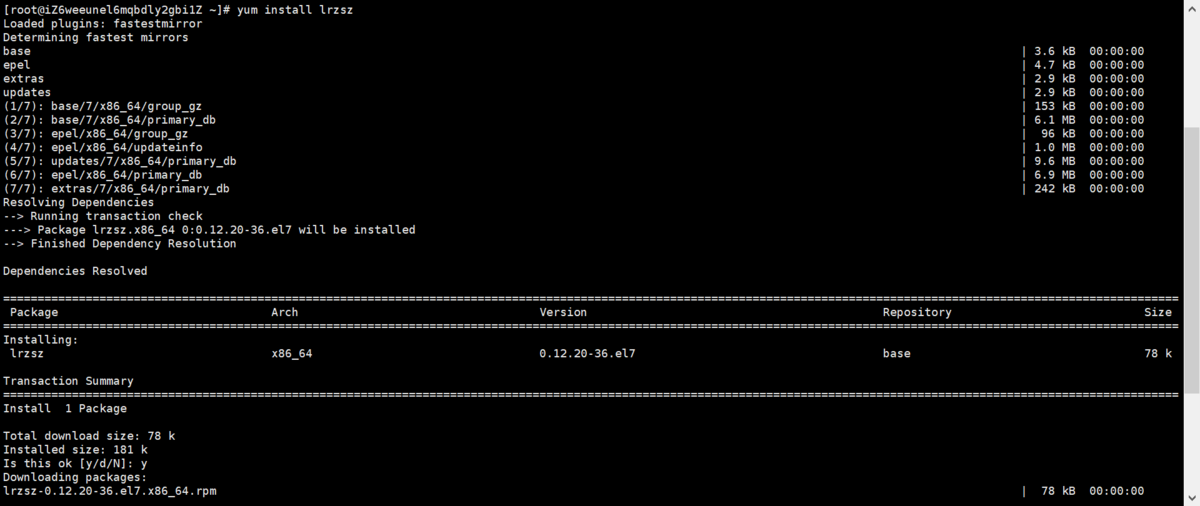 [root@iZ6weeunel6mqbdly2gbi1Z ~]# yum install lrzsz
Loaded plugins: fastestmirror
Determining fastest mirrors
base | 3.6 kB 00:00:00
epel | 4.7 kB 00:00:00
extras | 2.9 kB 00:00:00
updates | 2.9 kB 00:00:00
(1/7): base/7/x86_64/group_gz | 153 kB 00:00:00
(2/7): base/7/x86_64/primary_db | 6.1 MB 00:00:00
(3/7): epel/x86_64/group_gz | 96 kB 00:00:00
(4/7): epel/x86_64/updateinfo | 1.0 MB 00:00:00
(5/7): updates/7/x86_64/primary_db | 9.6 MB 00:00:00
(6/7): epel/x86_64/primary_db | 6.9 MB 00:00:00
(7/7): extras/7/x86_64/primary_db | 242 kB 00:00:00
Resolving Dependencies
--> Running transaction check
---> Package lrzsz.x86_64 0:0.12.20-36.el7 will be installed
--> Finished Dependency Resolution
Dependencies Resolved
================================================================================
Package Arch Version Repository Size
================================================================================
Installing:
lrzsz x86_64 0.12.20-36.el7 base 78 k
Transaction Summary
================================================================================
Install 1 Package
Total download size: 78 k
Installed size: 181 k
Is this ok [y/d/N]: y
Downloading packages:
lrzsz-0.12.20-36.el7.x86_64.rpm | 78 kB 00:00:00